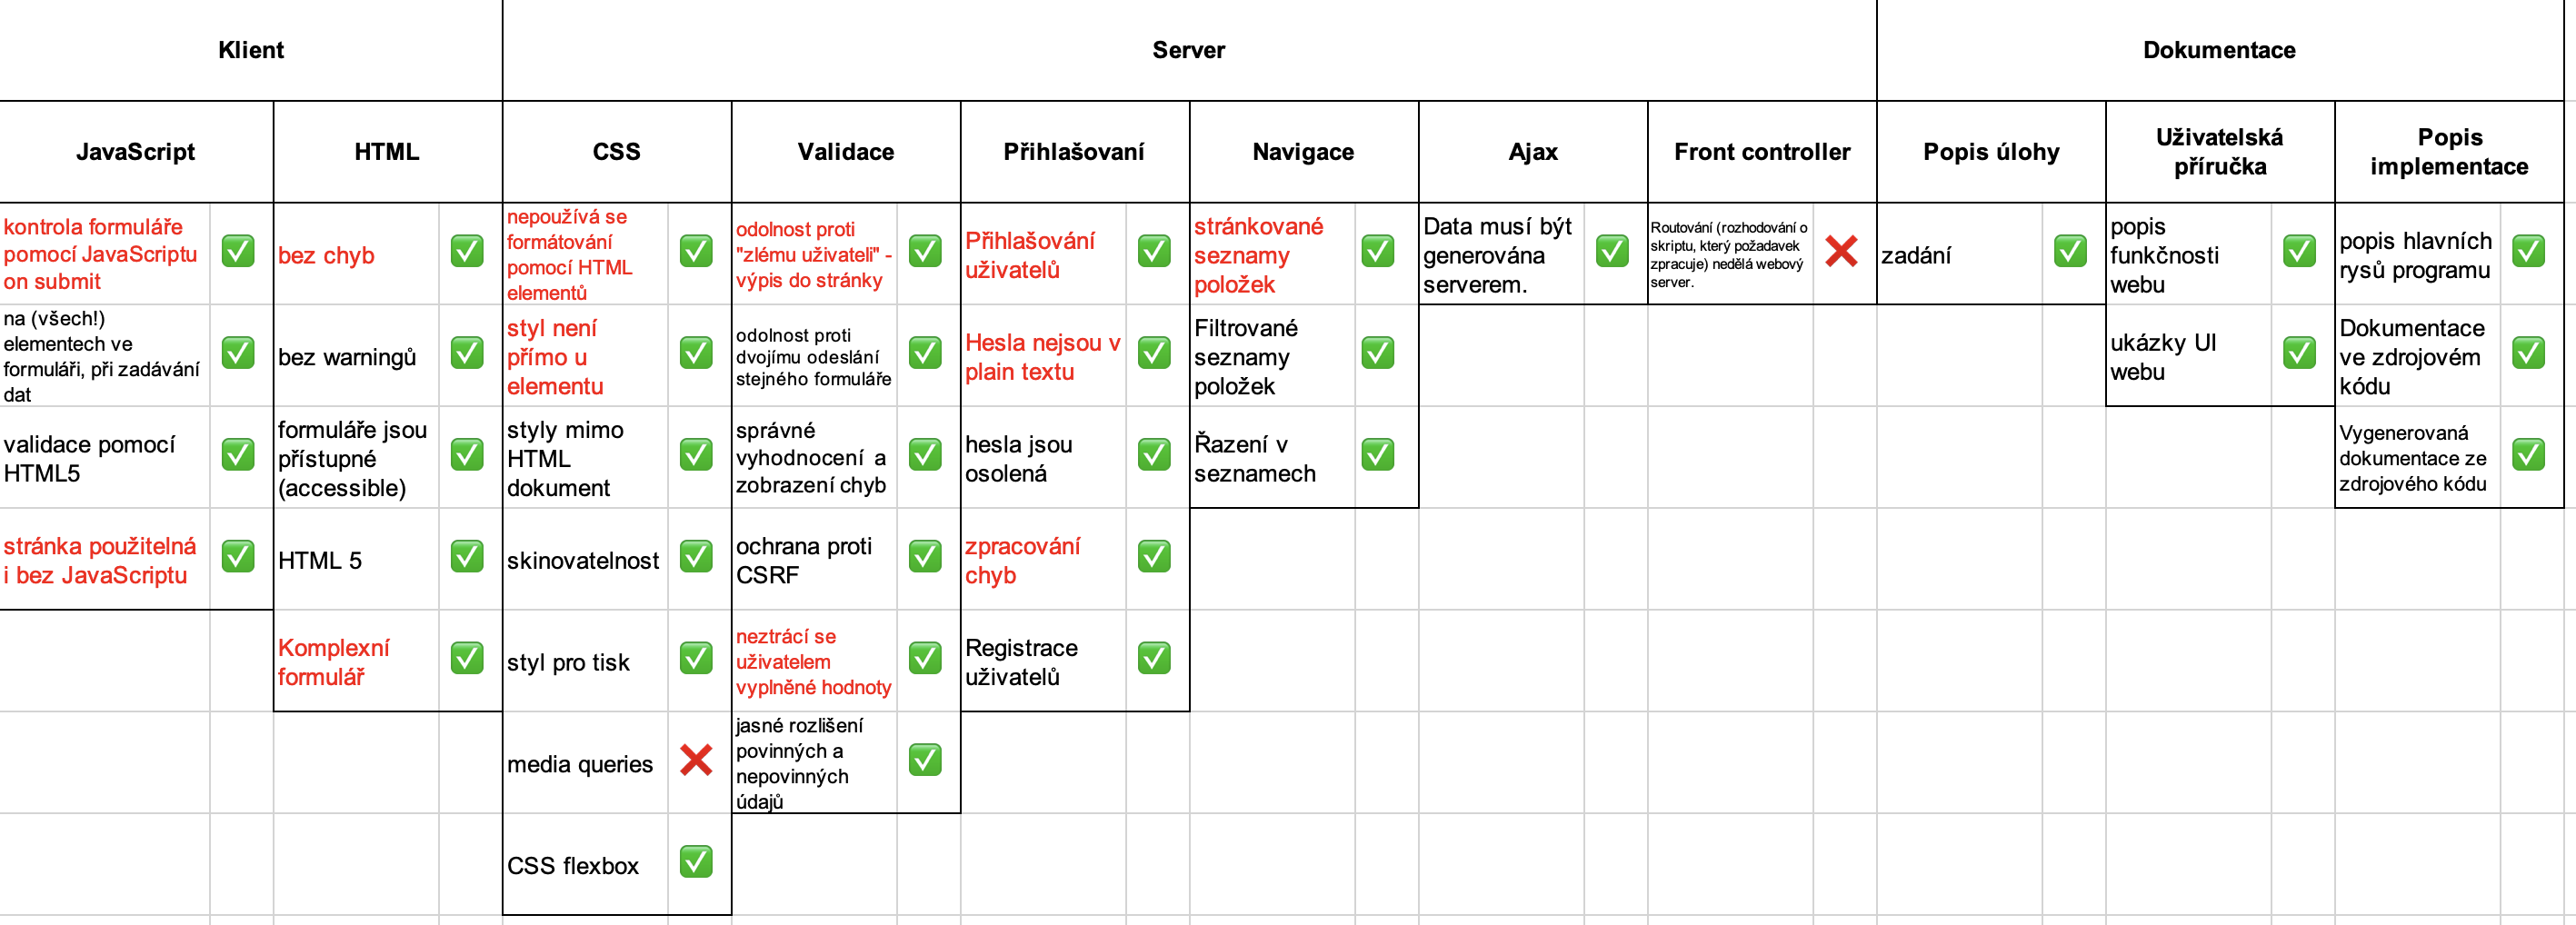 Klient
Server
Dokumentace
JavaScript
HTML
CSS
Validace
Přihlašovaní
Navigace
Ajax
Front controller
Popis úlohy
Uživatelská
příručka
Popis
implementace
kontrola formuláře
pomocí JavaScriptu
on submit
bez chyb
nepoužívá se
formátování
pomocí HTML
elementů
odolnost proti
"zlému uživateli" -
výpis do stránky
Přihlašování
uživatelů
stránkované
seznamy
položek
Data musí být
generována
serverem.
Routování (rozhodování o
skriptu, který požadavek
zpracuje) nedělá webový
server.
zadání
popis
funkčnosti
webu
popis hlavních
rysů programu
na (všech!)
elementech ve
formuláři, při zadávání
dat
bez warningů
styl není
přímo u
elementu
odolnost proti
dvojímu odeslání
stejného formuláře
Hesla nejsou v
plain textu
Filtrované
seznamy
položek
ukázky UI
webu
Dokumentace
ve zdrojovém
kódu
validace pomocí
HTML5
formuláře jsou
přístupné
(accessible)
styly mimo
HTML
dokument
správné
vyhodnocení a
zobrazení chyb
hesla jsou
osolená
Řazení v
seznamech
Vygenerovaná
dokumentace ze
zdrojového kódu
stránka použitelná
i bez JavaScriptu
HTML 5
skinovatelnost
ochrana proti
CSRF
zpracování
chyb
Komplexní
formulář
styl pro tisk
neztrácí se
uživatelem
vyplněné hodnoty
Registrace
uživatelů
media queries
jasné rozlišení
povinných a
nepovinných
údajů
CSS flexbox